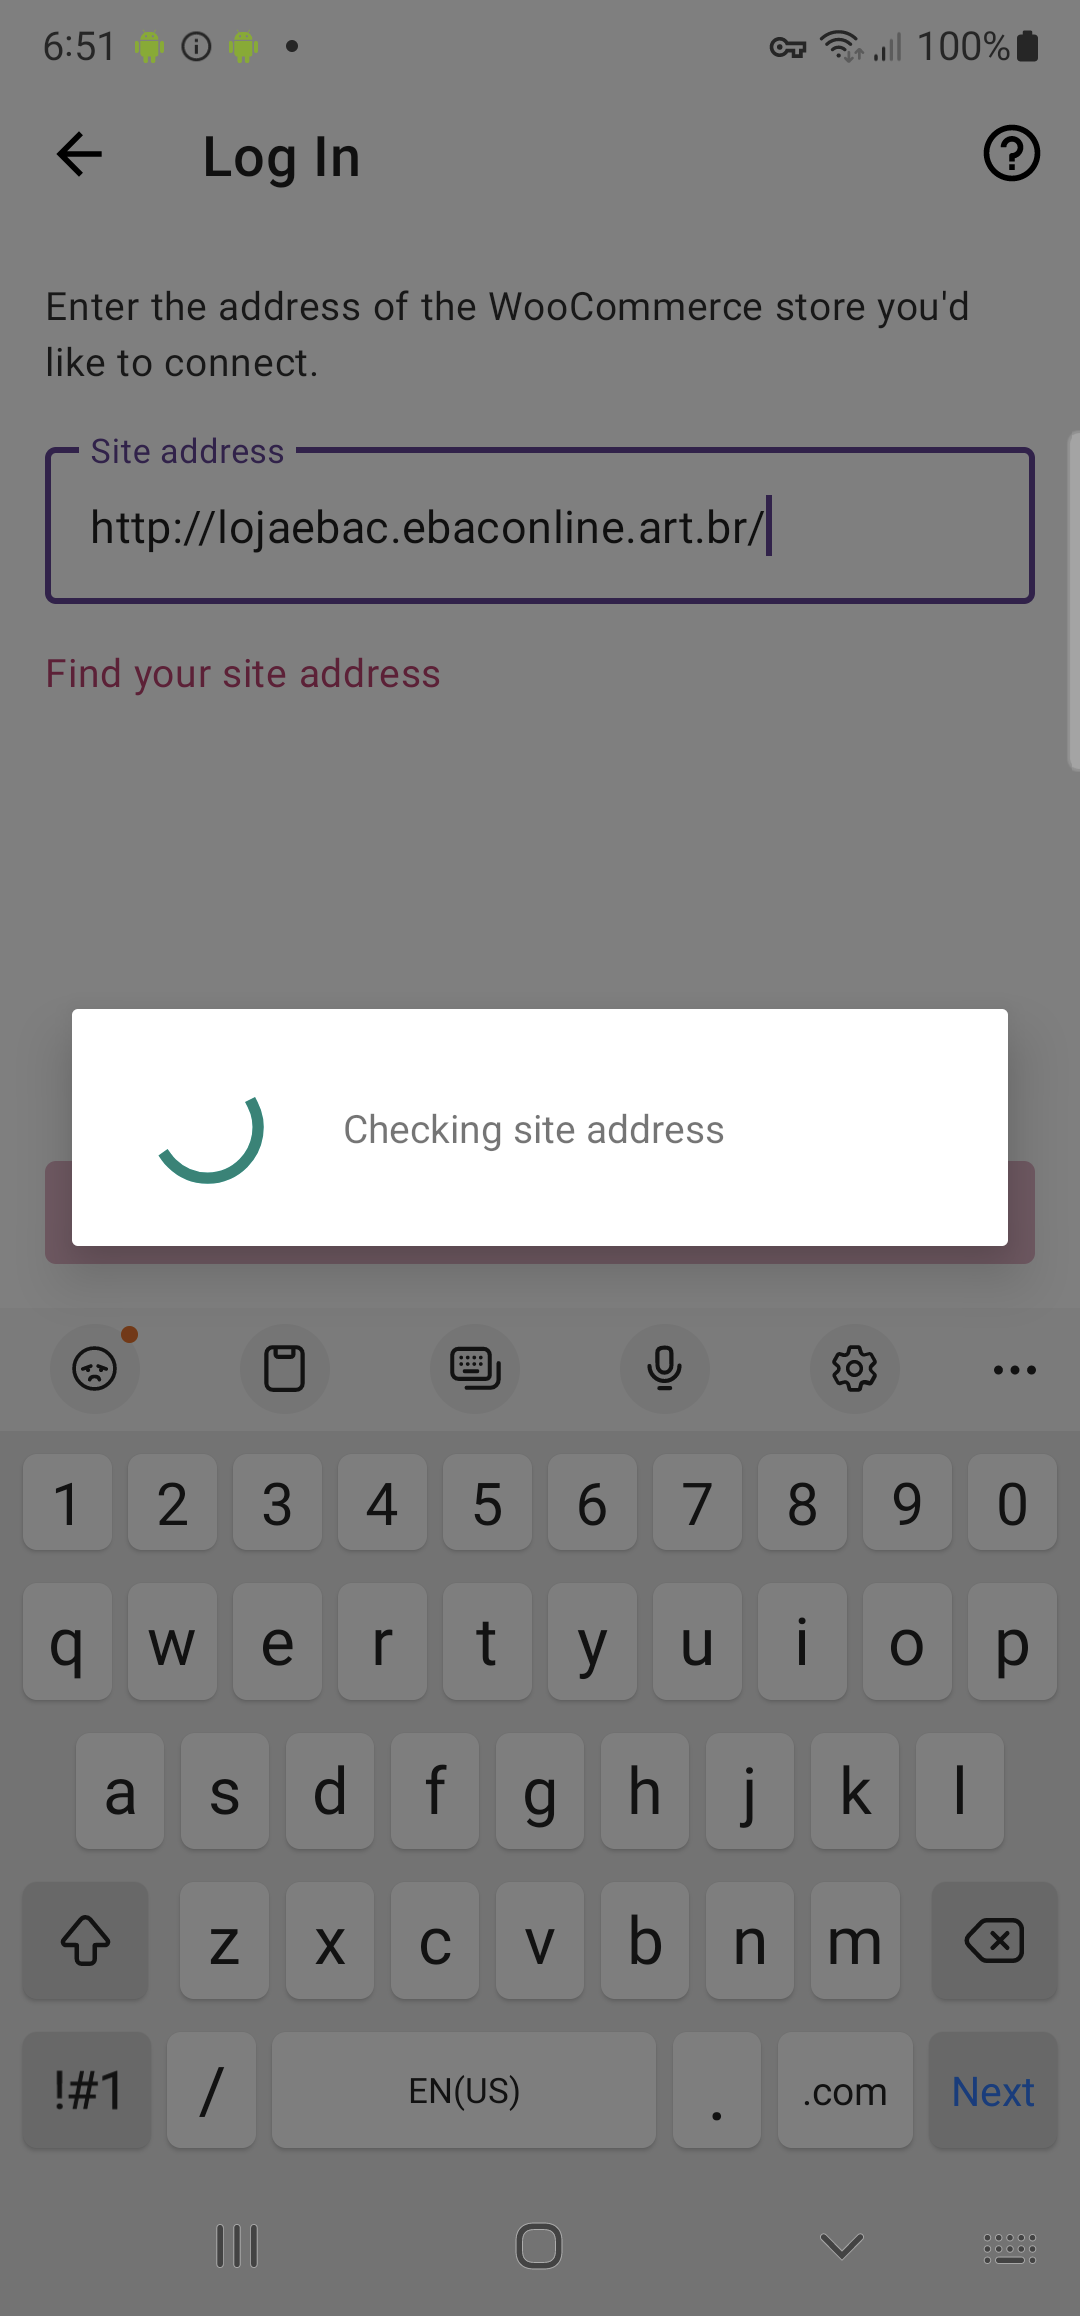 6:51 100%
Log In
Enter the address of the WooCommerce store you'd
like to connect.
Site address
http://lojaebac.ebaconline.art.br/
Find your site address
Checking site address
1 2 3 4 5 6 7 8 9 0
q w e r t y u i o p
a s d f g h j k l
z x c v b n m
!#1 / EN(US) . .com Next